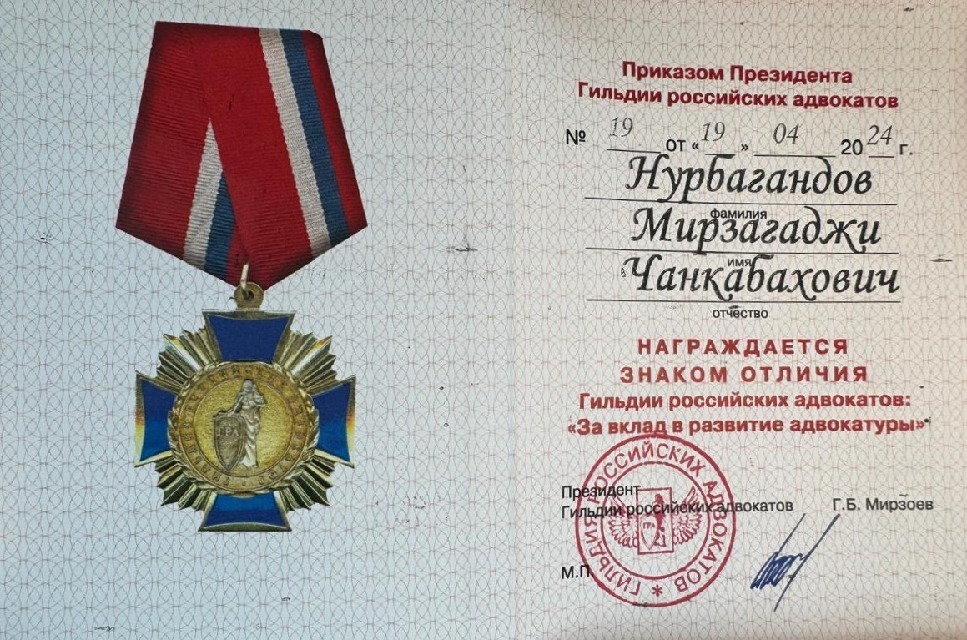 Приказом Президента
Гильдии российских адвокатов
№ 19 от «19» 04 2024 г.
Нурбагандов
фамилия
Мирзагаджи
имя
Чанкабахович
отчество
НАГРАЖДАЕТСЯ
ЗНАКОМ ОТЛИЧИЯ
Гильдии российских адвокатов:
«За вклад в развитие адвокатуры»
Президент
Гильдии российских адвокатов Г.Б. Мирзоев
М.П.
ГИЛЬДИЯ РОССИЙСКИХ АДВОКАТОВ *